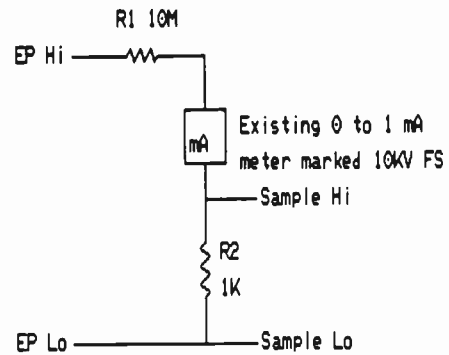 R1 10M
EP Hi
mA
Existing 0 to 1 mA
meter marked 10KV FS
Sample Hi
R2
1K
EP Lo
Sample Lo